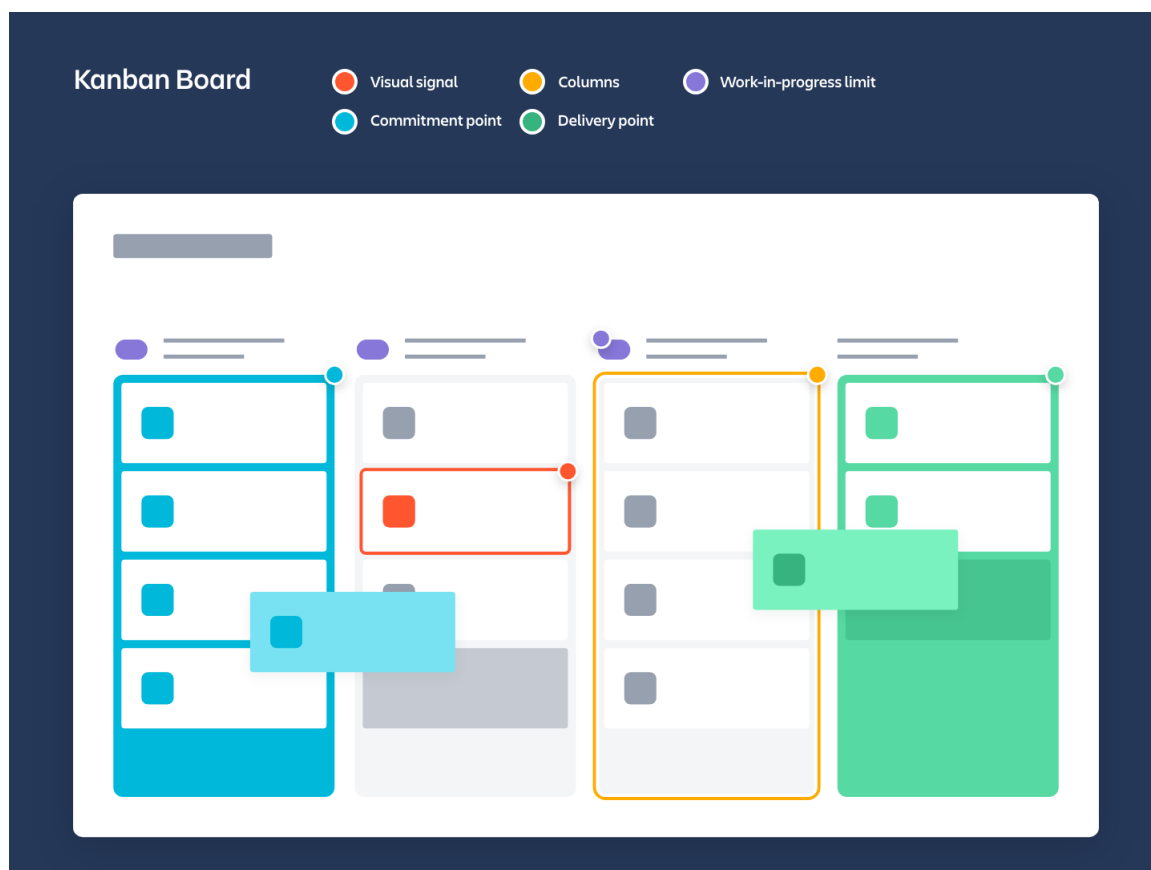 Kanban Board
Visual signal
Columns
Work-in-progress limit
Commitment point
Delivery point